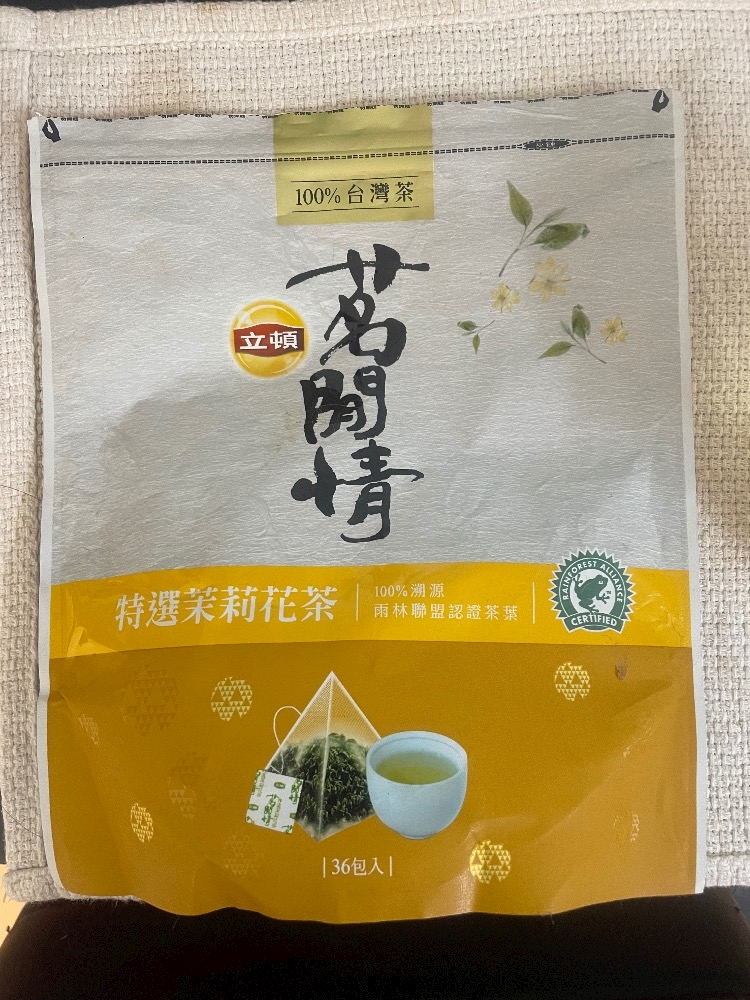 100%台灣茶
立頓
茗閒情
特選茉莉花茶
100%溯源
雨林聯盟認證茶葉
RAINFOREST ALLIANCE
CERTIFIED
36包入